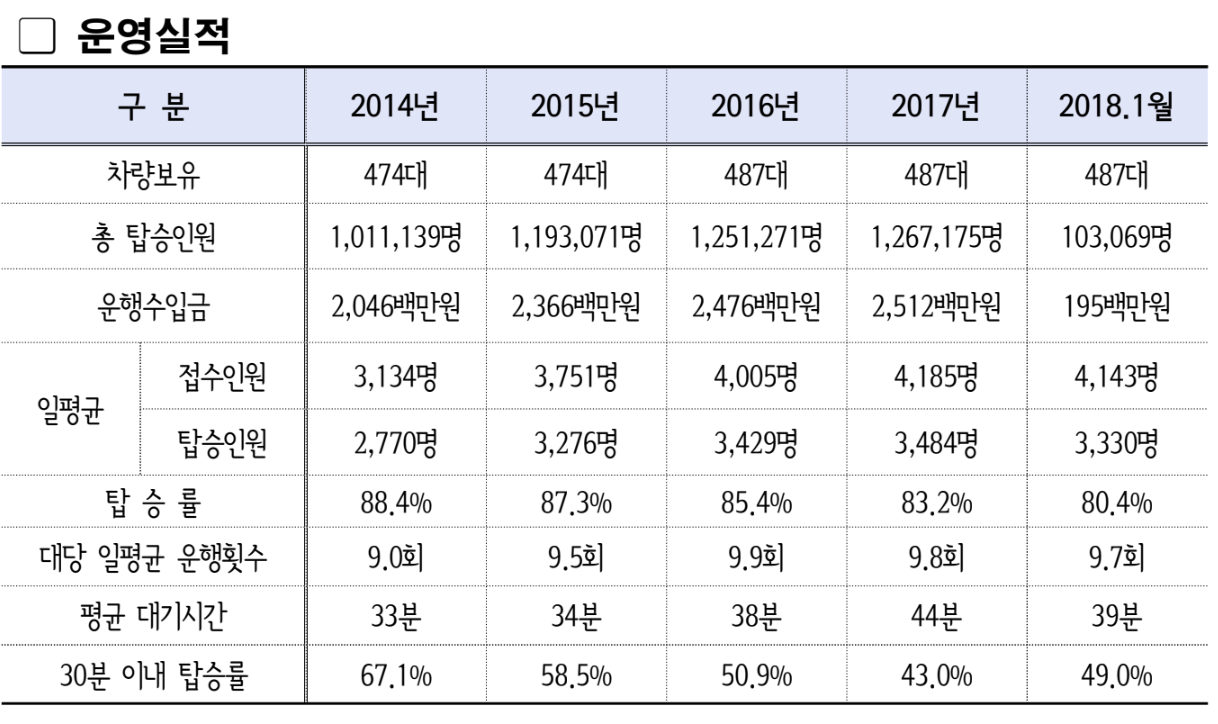 □ 운영실적
구 분 2014년 2015년 2016년 2017년 2018.1월
차량보유 474대 474대 487대 487대 487대
총 탑승인원 1,011,139명 1,193,071명 1,251,271명 1,267,175명 103,069명
운행수입금 2,046백만원 2,366백만원 2,476백만원 2,512백만원 195백만원
일평균 접수인원 3,134명 3,751명 4,005명 4,185명 4,143명
탑승인원 2,770명 3,276명 3,429명 3,484명 3,330명
탑 승 률 88.4% 87.3% 85.4% 83.2% 80.4%
대당 일평균 운행횟수 9.0회 9.5회 9.9회 9.8회 9.7회
평균 대기시간 33분 34분 38분 44분 39분
30분 이내 탑승률 67.1% 58.5% 50.9% 43.0% 49.0%